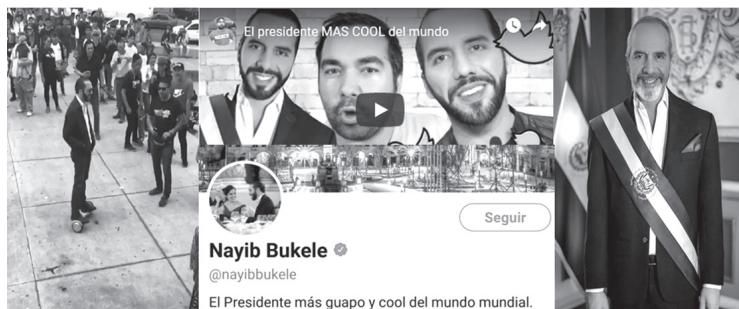 El presidente MAS COOL del mundo
Seguir
Nayib Bukele
@nayibbukele
El Presidente más guapo y cool del mundo mundial.